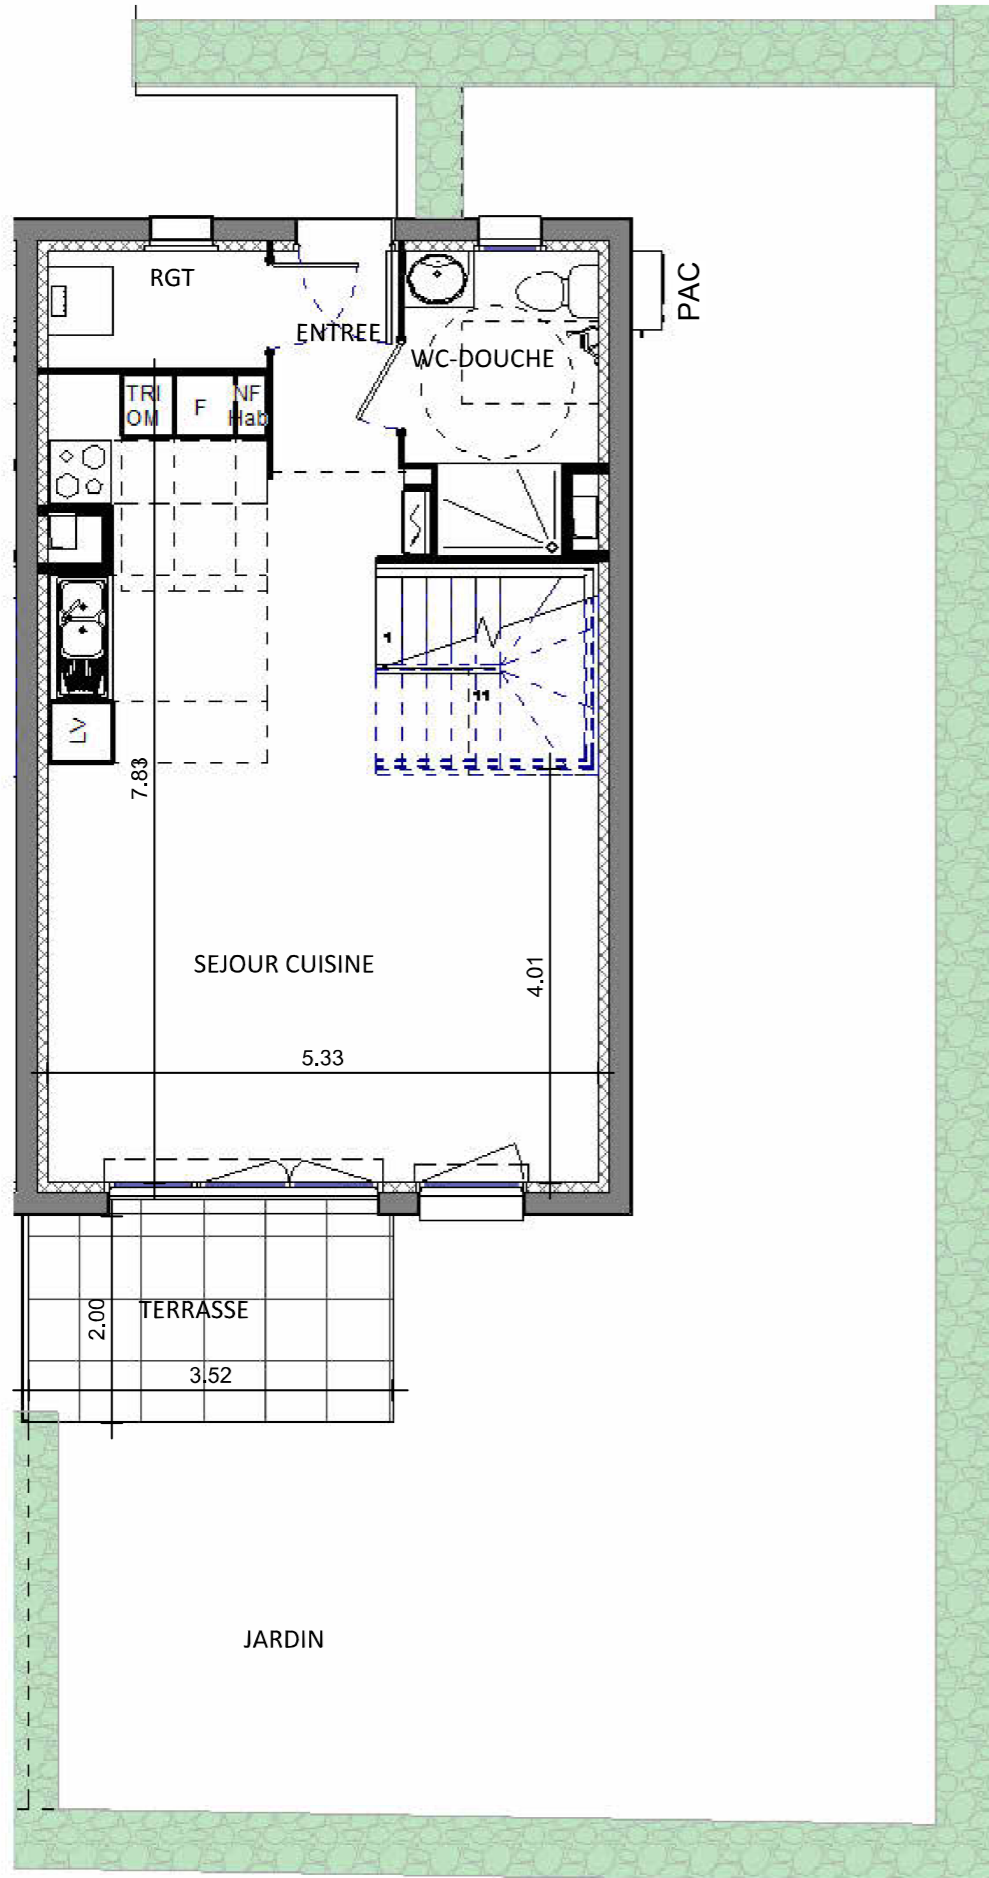 RGT
PAC
ENTREE
WC-DOUCHE
TRI
OM
F
NF
Hab
1
11
LV
7.83
SEJOUR CUISINE
4.01
5.33
2.00
TERRASSE
3.52
JARDIN